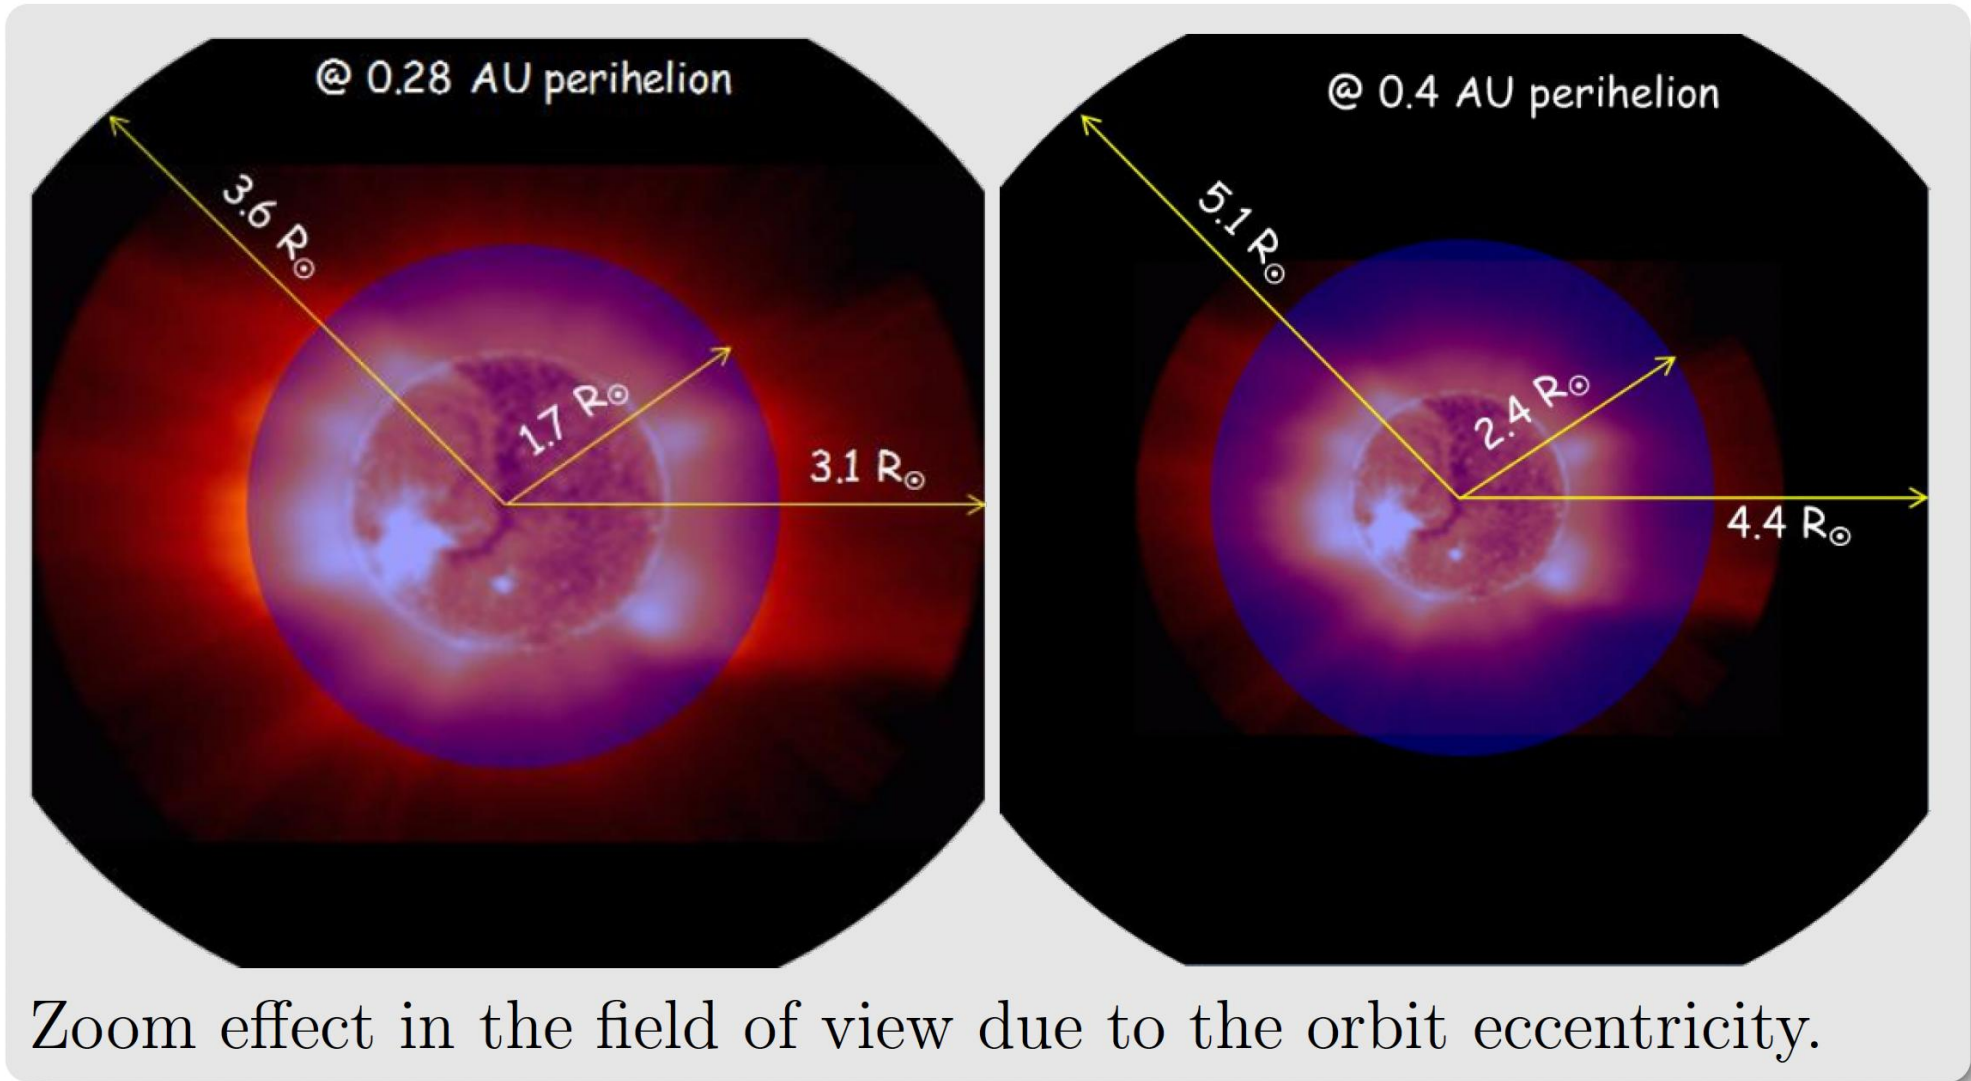 @ 0.28 AU perihelion
3.6 R☉
1.7 R☉
3.1 R☉
@ 0.4 AU perihelion
5.1 R☉
2.4 R☉
4.4 R☉
Zoom effect in the field of view due to the orbit eccentricity.